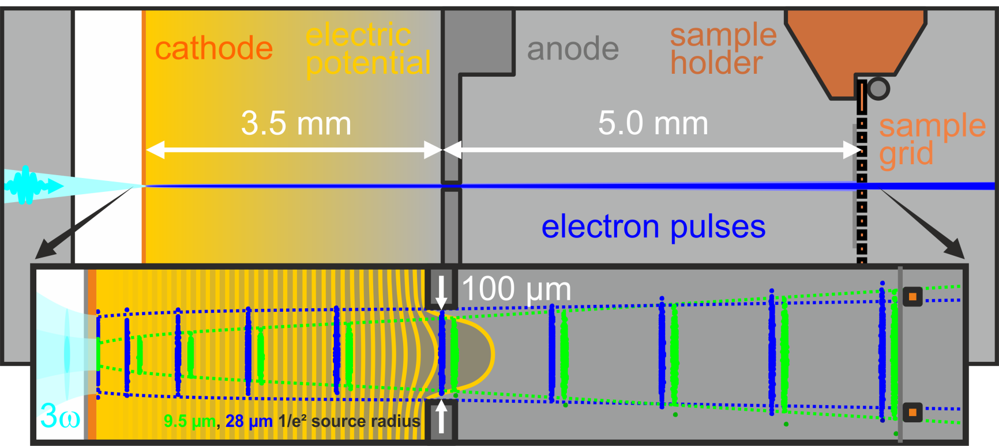 cathode
electric
potential
anode
sample
holder
3.5 mm
5.0 mm
sample
grid
electron pulses
100 µm
3ω
9.5 µm, 28 µm 1/e² source radius